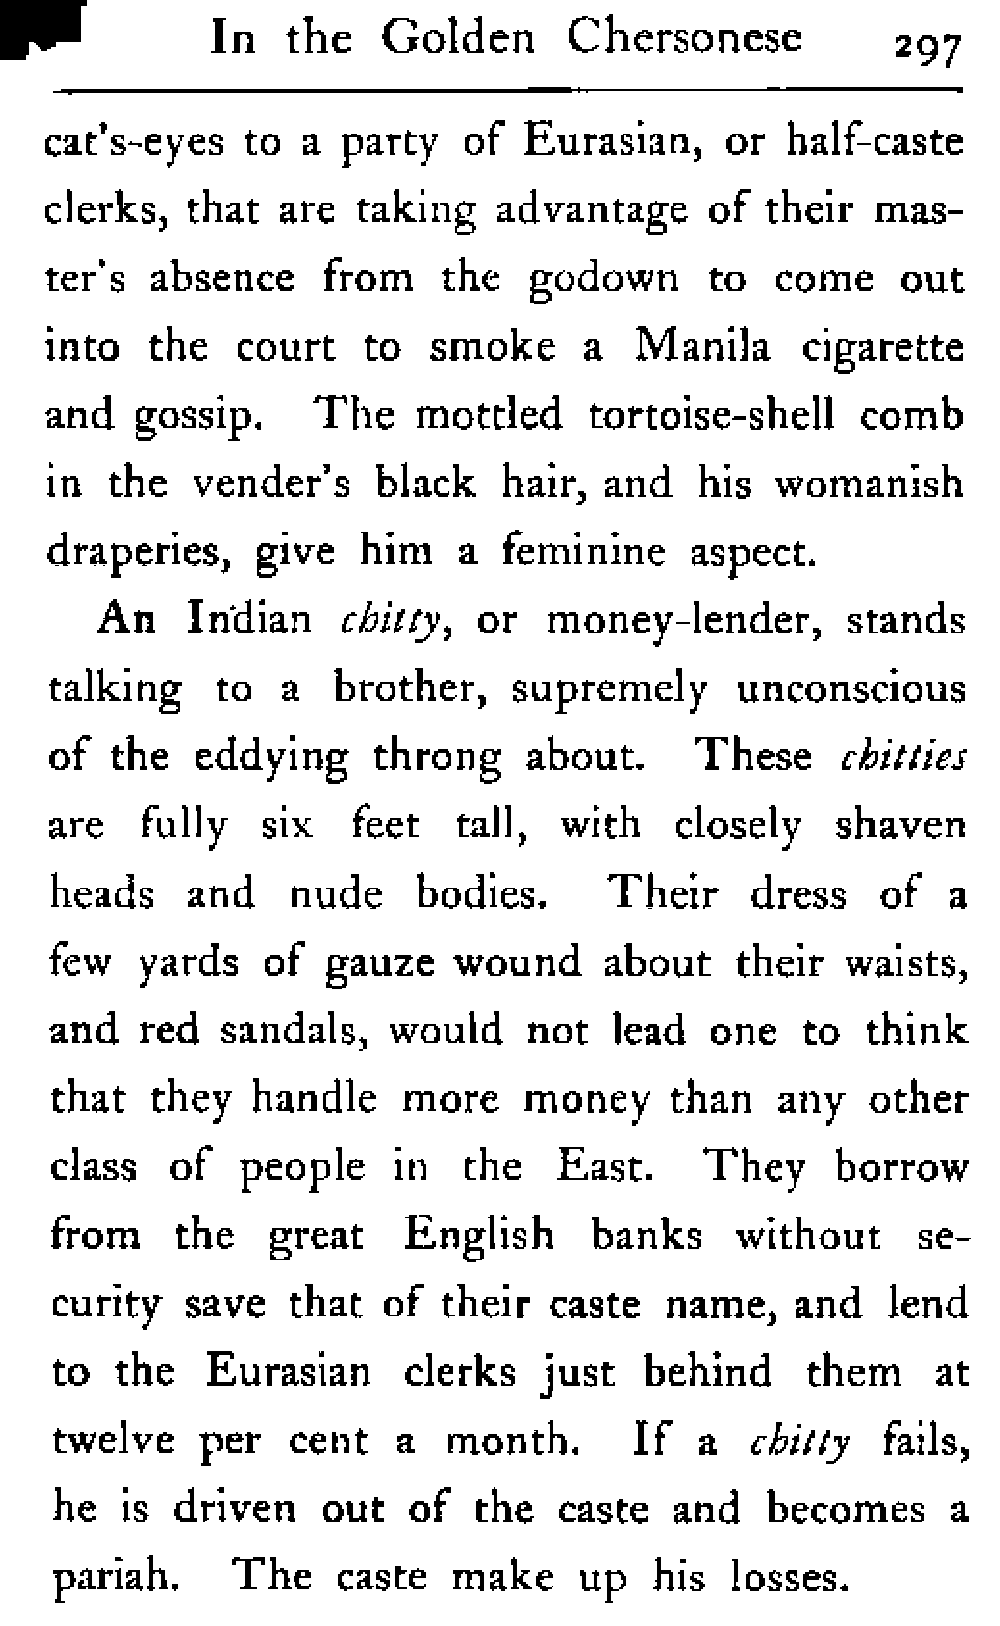 In the Golden Chersonese 297
cat's-eyes to a party of Eurasian, or half-caste
clerks, that are taking advantage of their mas-
ter's absence from the godown to come out
into the court to smoke a Manila cigarette
and gossip. The mottled tortoise-shell comb
in the vender's black hair, and his womanish
draperies, give him a feminine aspect.
An Indian chitty, or money-lender, stands
talking to a brother, supremely unconscious
of the eddying throng about. These chitties
are fully six feet tall, with closely shaven
heads and nude bodies. Their dress of a
few yards of gauze wound about their waists,
and red sandals, would not lead one to think
that they handle more money than any other
class of people in the East. They borrow
from the great English banks without se-
curity save that of their caste name, and lend
to the Eurasian clerks just behind them at
twelve per cent a month. If a chitty fails,
he is driven out of the caste and becomes a
pariah. The caste make up his losses.